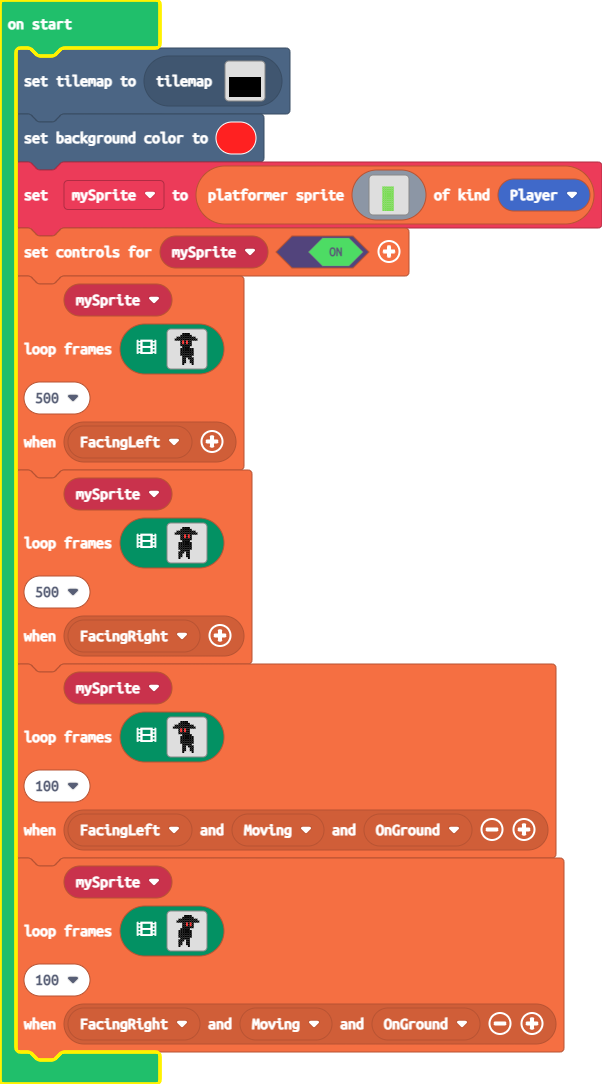 on start
set tilemap to tilemap
set background color to
set mySprite to platformer sprite of kind Player
set controls for mySprite ON
mySprite
loop frames
500
when FacingLeft
mySprite
loop frames
500
when FacingRight
mySprite
loop frames
100
when FacingLeft and Moving and OnGround
mySprite
loop frames
100
when FacingRight and Moving and OnGround